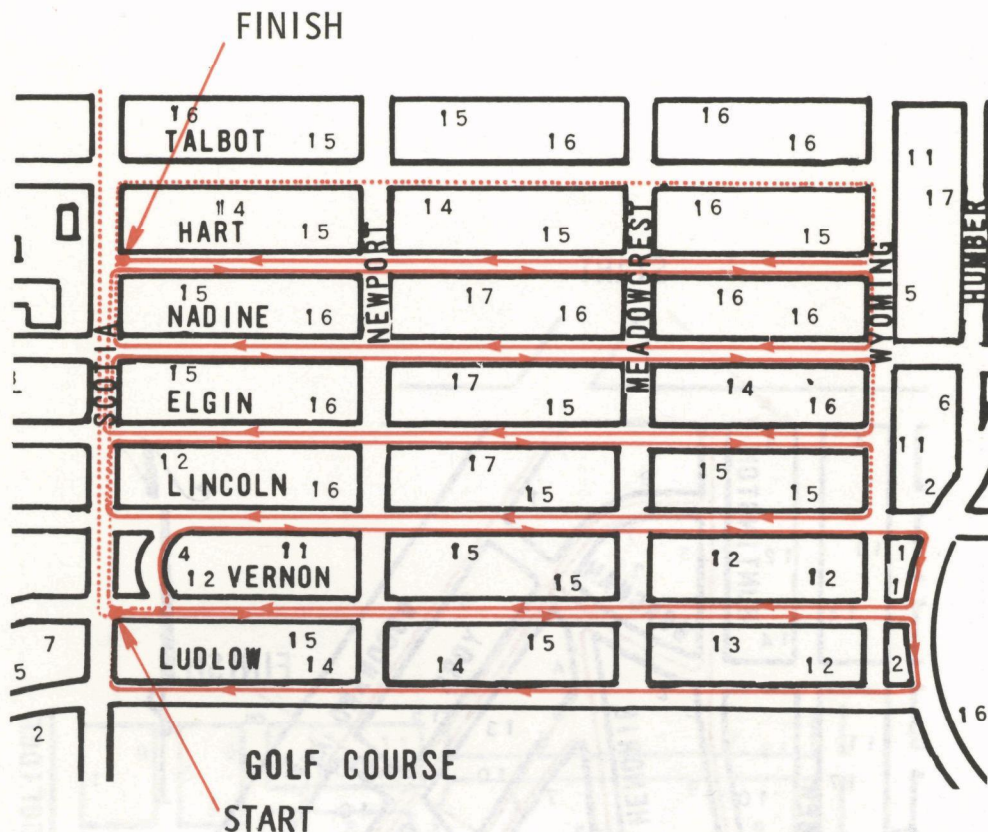 FINISH
16 15 16
TALBOT 15 16 16
11
17
14 14 16
HART 15 15 15
NEWPORT
MEADOWCREST
WYOMING
HUMBER
15 17 16 5
NADINE 16 16 16
SCOTIA
15 17 14 6
ELGIN 16 15 16
12 17 15 11
LINCOLN 16 15 15 2
4 11 15 12 1
12 VERNON 15 12 1
7 15 15 13
5 LUDLOW 14 14 12 2
2 16
GOLF COURSE
START